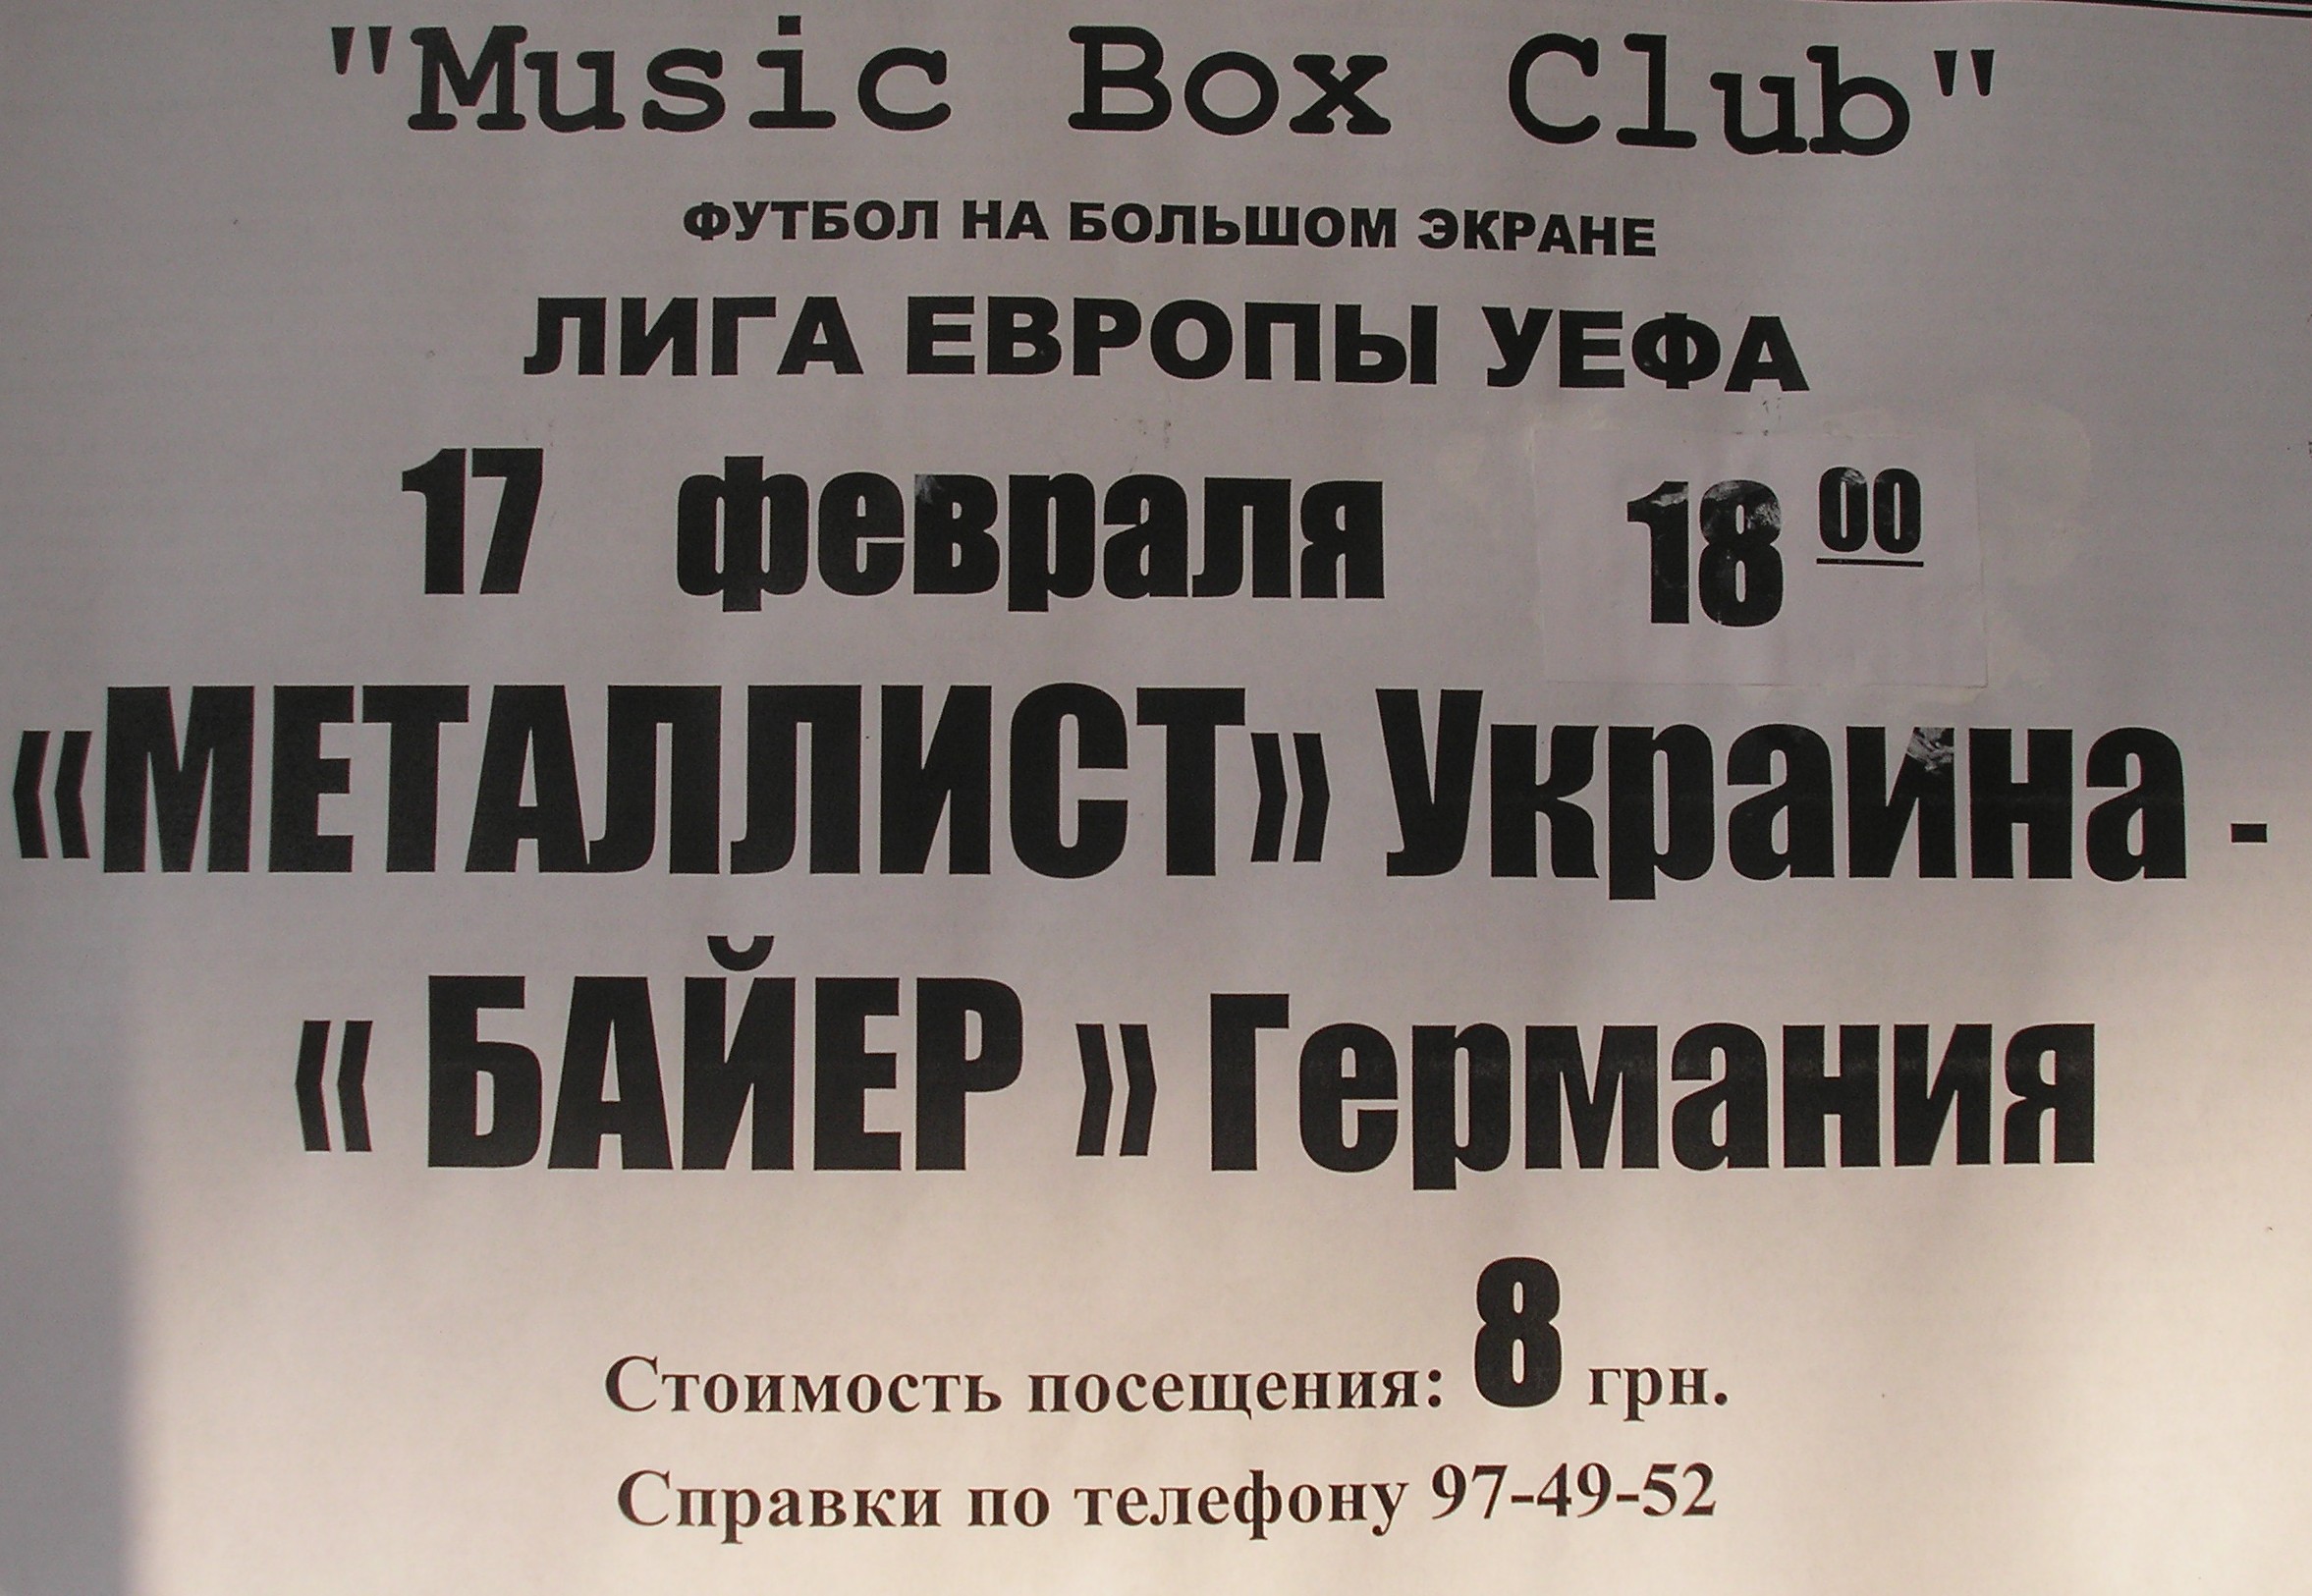 "Music Box Club"
ФУТБОЛ НА БОЛЬШОМ ЭКРАНЕ
ЛИГА ЕВРОПЫ УЕФА
17 февраля 18 00
«МЕТАЛЛИСТ» Украина -
« БАЙЕР » Германия
Стоимость посещения: 8 грн.
Справки по телефону 97-49-52